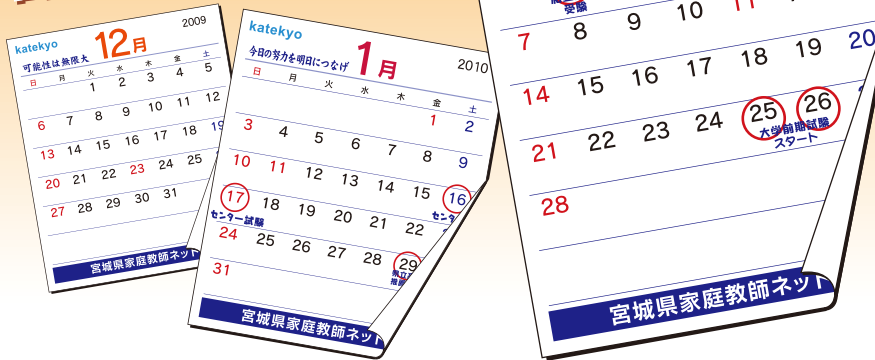 2009
katekyo
12月
可能性は無限大
日 月 火 水 木 金 土
1 2 3 4 5
6 7 8 9 10 11 12
13 14 15 16 17 18 19
20 21 22 23 24 25
27 28 29 30 31
宮城県家庭教師ネット
katekyo
今日の努力を明日につなげ
1月
2010
日 月 火 水 木 金 土
1 2
3 4 5 6 7 8 9
10 11 12 13 14 15 16
センタ
17 18 19 20 21 22
センター試験
24 25 26 27 28 29
31
宮城県家庭教師ネット
受験
7 8 9 10 11
14 15 16 17 18 19 20
21 22 23 24 25 26
大学前期試験
スタート
28
宮城県家庭教師ネット